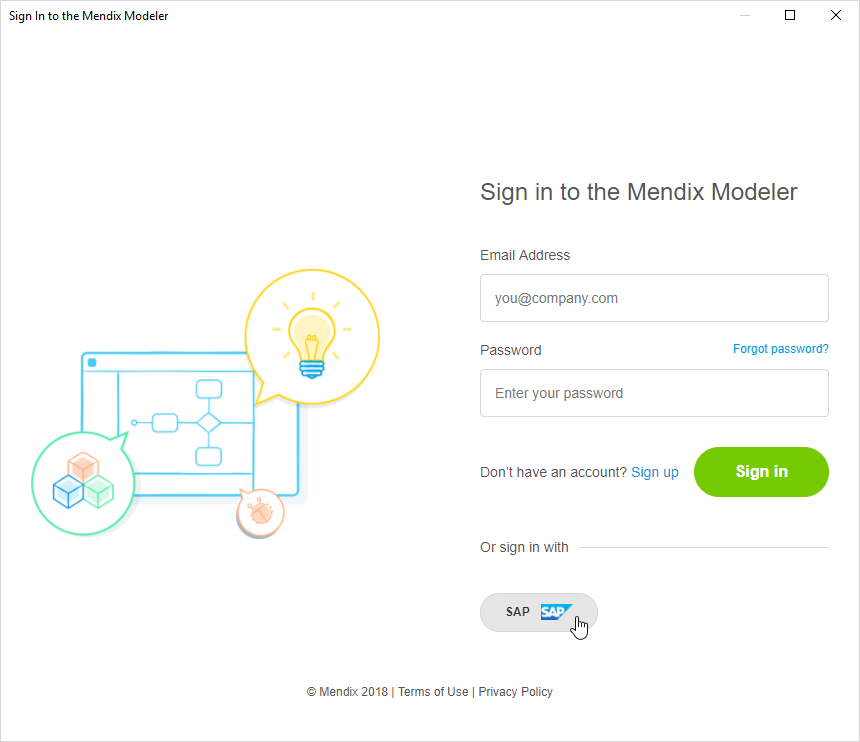 Sign In to the Mendix Modeler
Sign in to the Mendix Modeler
Email Address
you@company.com
Password Forgot password?
Enter your password
Don't have an account? Sign up Sign in
Or sign in with
SAP SAP
© Mendix 2018 | Terms of Use | Privacy Policy